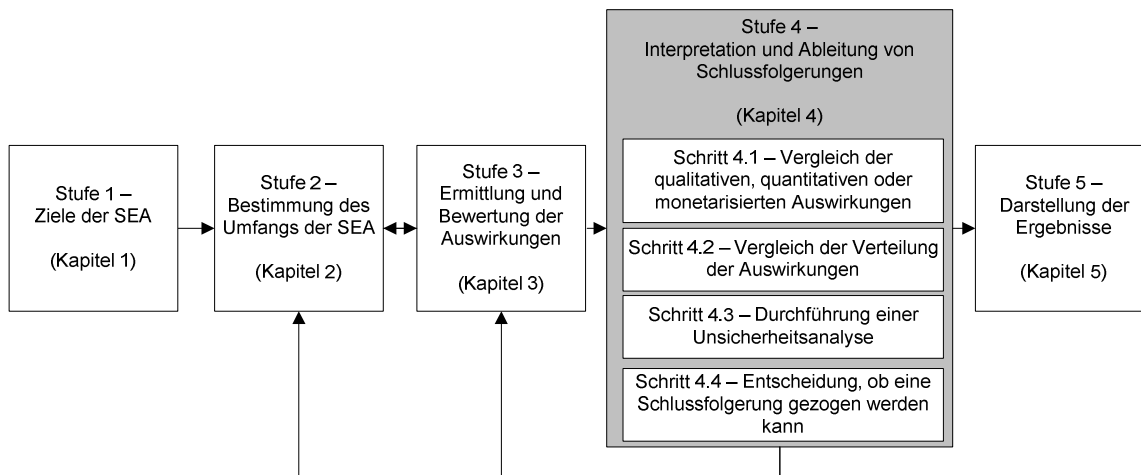 Stufe 1 –
Ziele der SEA
(Kapitel 1)
Stufe 2 –
Bestimmung des
Umfangs der SEA
(Kapitel 2)
Stufe 3 –
Ermittlung und
Bewertung der
Auswirkungen
(Kapitel 3)
Stufe 4 –
Interpretation und Ableitung von
Schlussfolgerungen
(Kapitel 4)
Schritt 4.1 – Vergleich der
qualitativen, quantitativen oder
monetarisierten Auswirkungen
Schritt 4.2 – Vergleich der Verteilung
der Auswirkungen
Schritt 4.3 – Durchführung einer
Unsicherheitsanalyse
Schritt 4.4 – Entscheidung, ob eine
Schlussfolgerung gezogen werden
kann
Stufe 5 –
Darstellung der
Ergebnisse
(Kapitel 5)